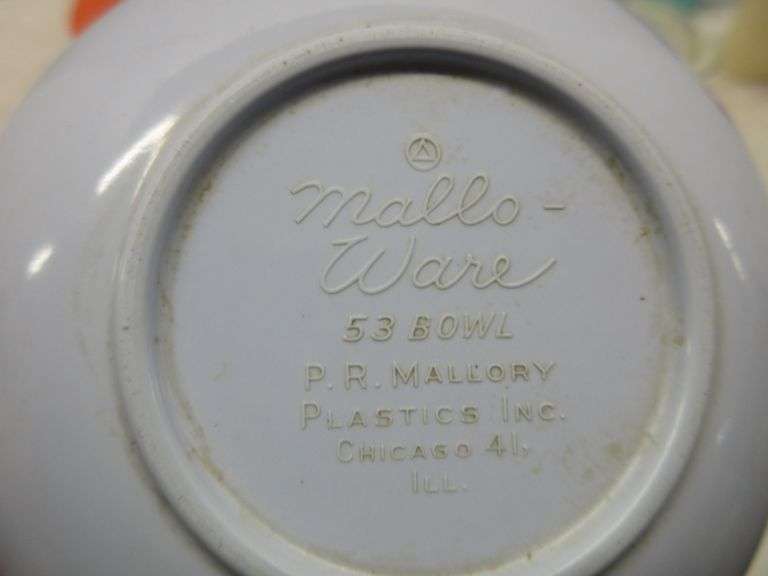 Mallo-
Ware
53 BOWL
P.R. MALLORY
PLASTICS INC.
CHICAGO 41,
ILL.